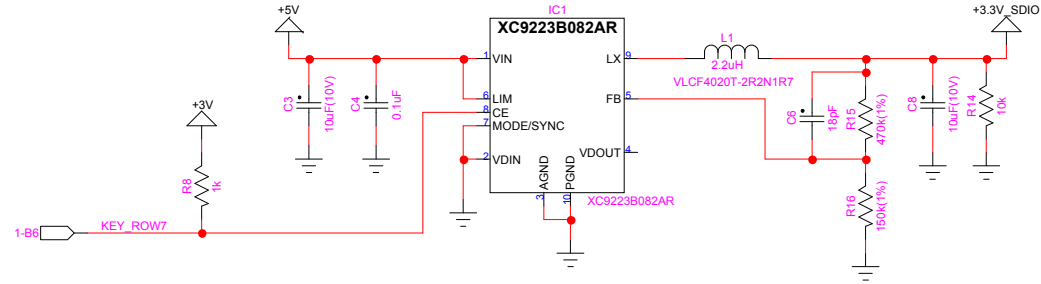 IC1
+5V
+3.3V_SDIO
XC9223B082AR
L1
1
VIN
LX
9
2.2uH
VLCF4020T-2R2N1R7
C3
10uF(10V)
C4
0.1uF
6
LIM
FB
5
+3V
8
CE
7
MODE/SYNC
C6
18pF
R15
470k(1%)
C8
10uF(10V)
R14
10k
2
VDIN
VDOUT
4
R8
1k
AGND
PGND
3
10
XC9223B082AR
R16
150k(1%)
1-B6
KEY_ROW7